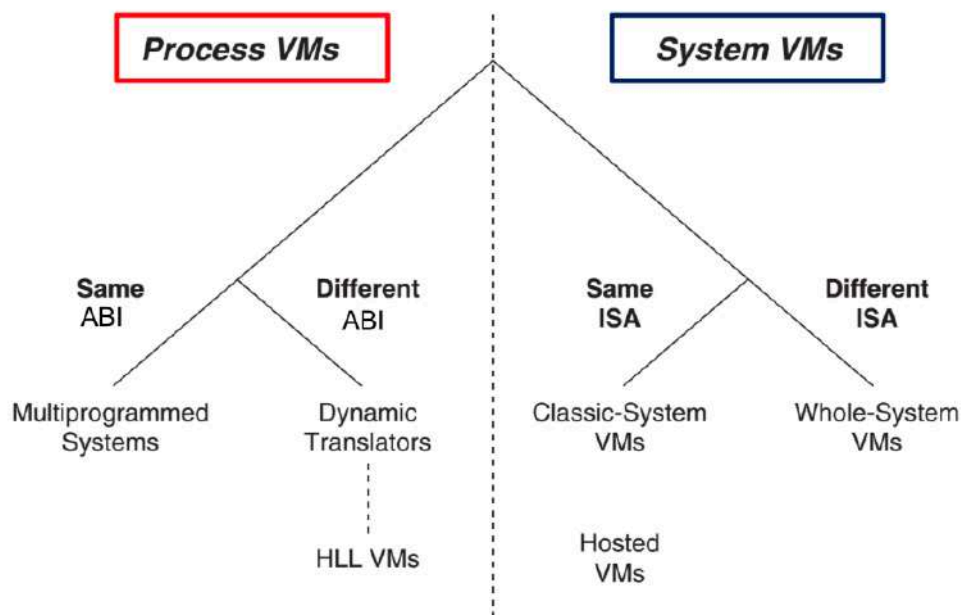 Process VMs
System VMs
Same
ABI
Different
ABI
Same
ISA
Different
ISA
Multiprogrammed
Systems
Dynamic
Translators
Classic-System
VMs
Whole-System
VMs
HLL VMs
Hosted
VMs